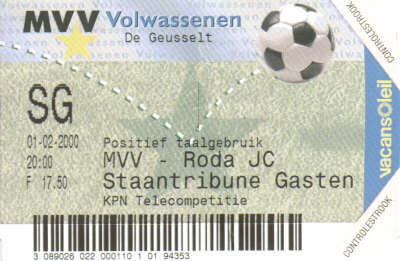 MVV Volwassenen
De Geusselt
SG
01-02-2000 Positief taalgebruik
20:00 MVV - Roda JC
F 17.50 Staantribune Gasten
KPN Telecompetitie
3 089026 022 000110 1 01 94353
CONTROLESTROOK
vacansOleil
CONTROLESTROOK